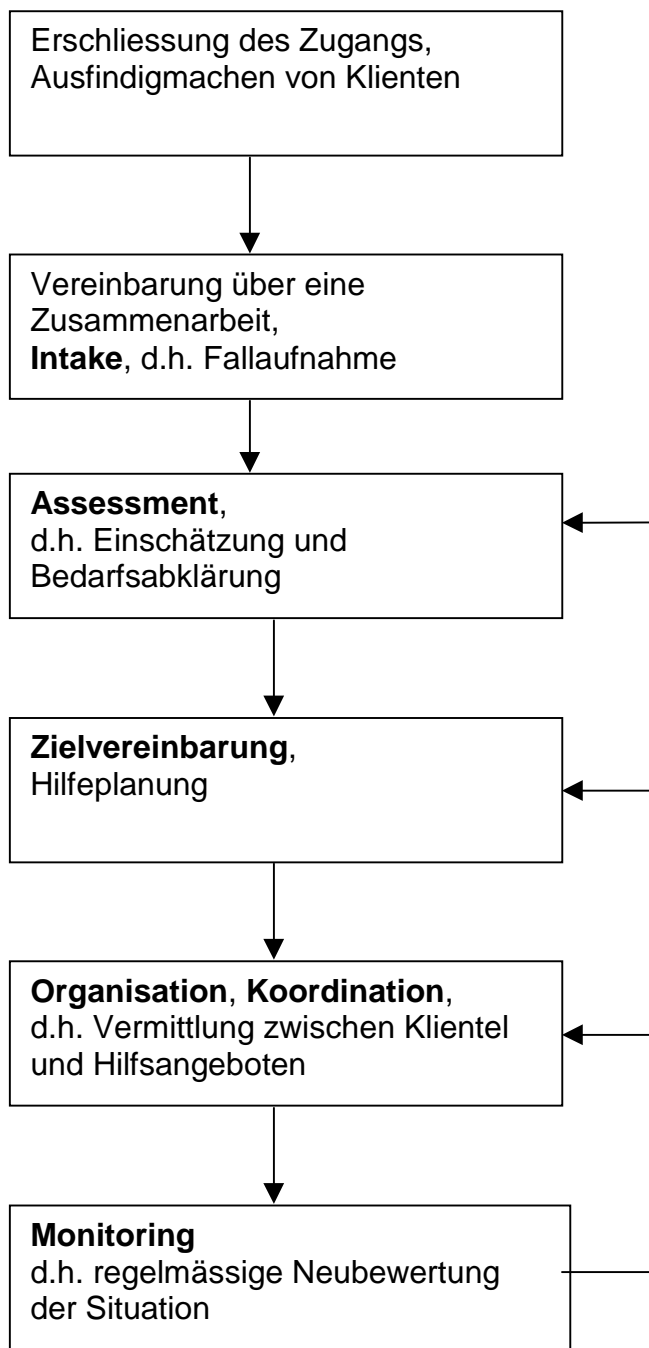 Erschliessung des Zugangs,
Ausfindigmachen von Klienten
Vereinbarung über eine
Zusammenarbeit,
Intake, d.h. Fallaufnahme
Assessment,
d.h. Einschätzung und
Bedarfsabklärung
Zielvereinbarung,
Hilfeplanung
Organisation, Koordination,
d.h. Vermittlung zwischen Klientel
und Hilfsangeboten
Monitoring
d.h. regelmässige Neubewertung
der Situation